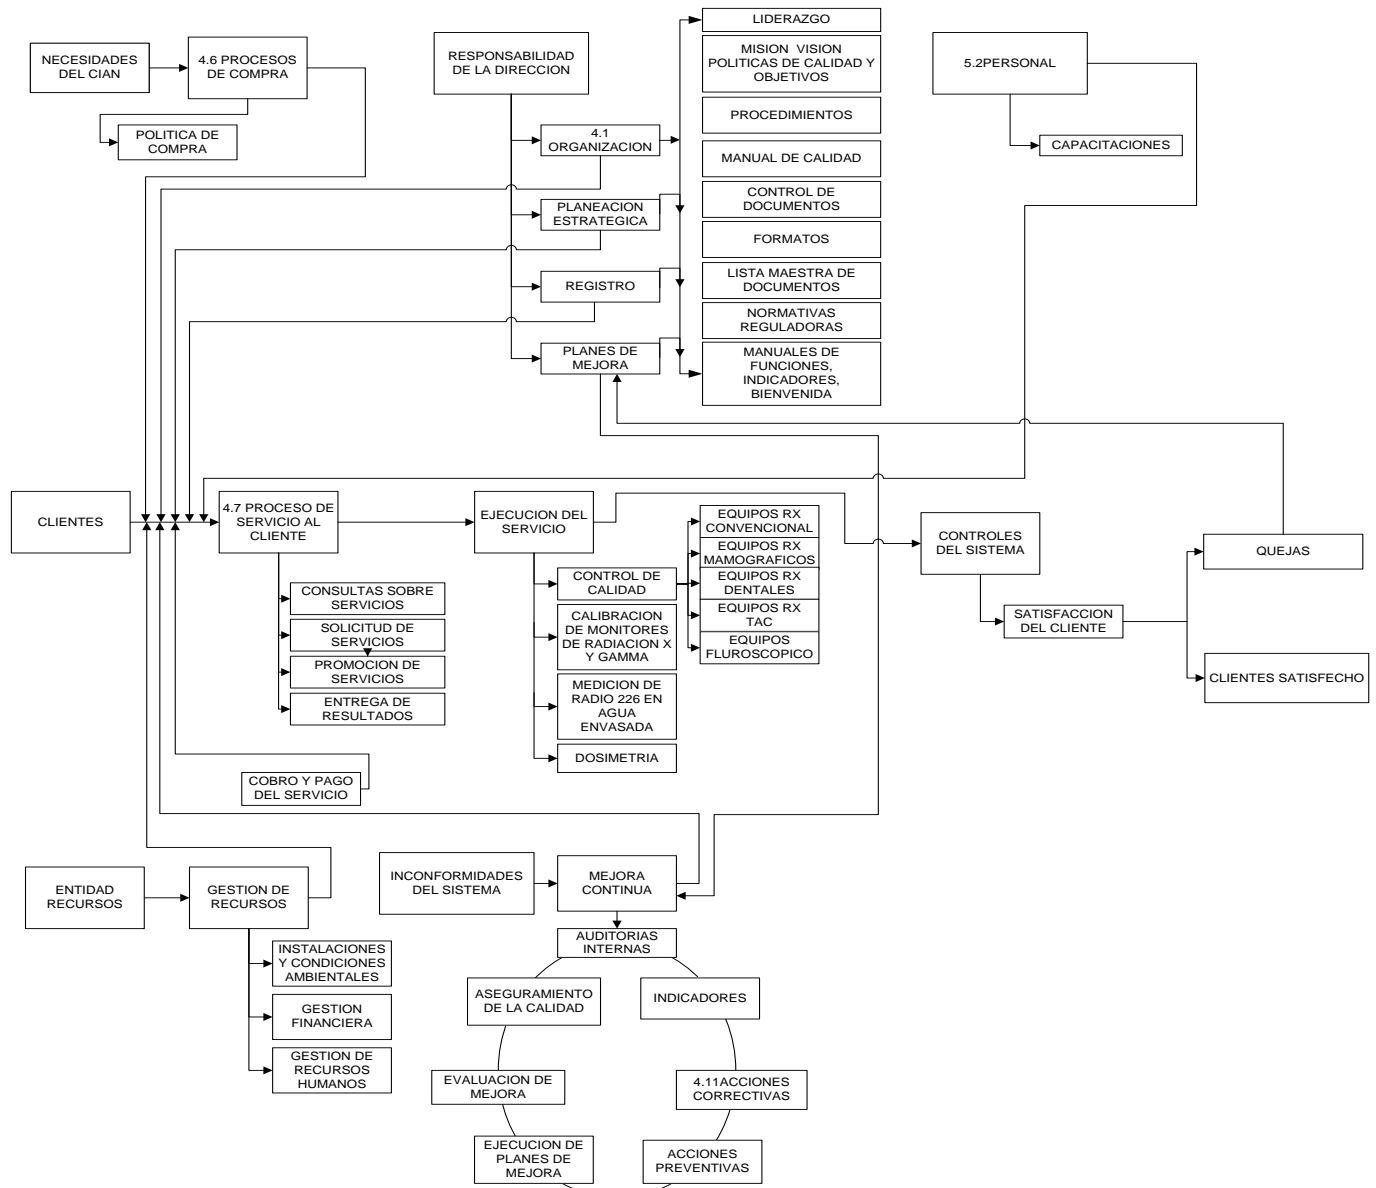 NECESIDADES
DEL CIAN
4.6 PROCESOS
DE COMPRA
POLITICA DE
COMPRA
RESPONSABILIDAD
DE LA DIRECCION
4.1
ORGANIZACION
PLANEACION
ESTRATEGICA
REGISTRO
PLANES DE
MEJORA
LIDERAZGO
MISION VISION
POLITICAS DE CALIDAD Y
OBJETIVOS
PROCEDIMIENTOS
MANUAL DE CALIDAD
CONTROL DE
DOCUMENTOS
FORMATOS
LISTA MAESTRA DE
DOCUMENTOS
NORMATIVAS
REGULADORAS
MANUALES DE
FUNCIONES,
INDICADORES,
BIENVENIDA
5.2PERSONAL
CAPACITACIONES
CLIENTES
4.7 PROCESO DE
SERVICIO AL
CLIENTE
CONSULTAS SOBRE
SERVICIOS
SOLICITUD DE
SERVICIOS
PROMOCION DE
SERVICIOS
ENTREGA DE
RESULTADOS
COBRO Y PAGO
DEL SERVICIO
EJECUCION DEL
SERVICIO
CONTROL DE
CALIDAD
CALIBRACION
DE MONITORES
DE RADIACION X
Y GAMMA
MEDICION DE
RADIO 226 EN
AGUA
ENVASADA
DOSIMETRIA
EQUIPOS RX
CONVENCIONAL
EQUIPOS RX
MAMOGRAFICOS
EQUIPOS RX
DENTALES
EQUIPOS RX
TAC
EQUIPOS
FLUROSCOPICO
CONTROLES
DEL SISTEMA
SATISFACCION
DEL CLIENTE
QUEJAS
CLIENTES SATISFECHO
ENTIDAD
RECURSOS
GESTION DE
RECURSOS
INSTALACIONES
Y CONDICIONES
AMBIENTALES
GESTION
FINANCIERA
GESTION DE
RECURSOS
HUMANOS
INCONFORMIDADES
DEL SISTEMA
MEJORA
CONTINUA
AUDITORIAS
INTERNAS
ASEGURAMIENTO
DE LA CALIDAD
INDICADORES
EVALUACION DE
MEJORA
4.11ACCIONES
CORRECTIVAS
EJECUCION DE
PLANES DE
MEJORA
ACCIONES
PREVENTIVAS